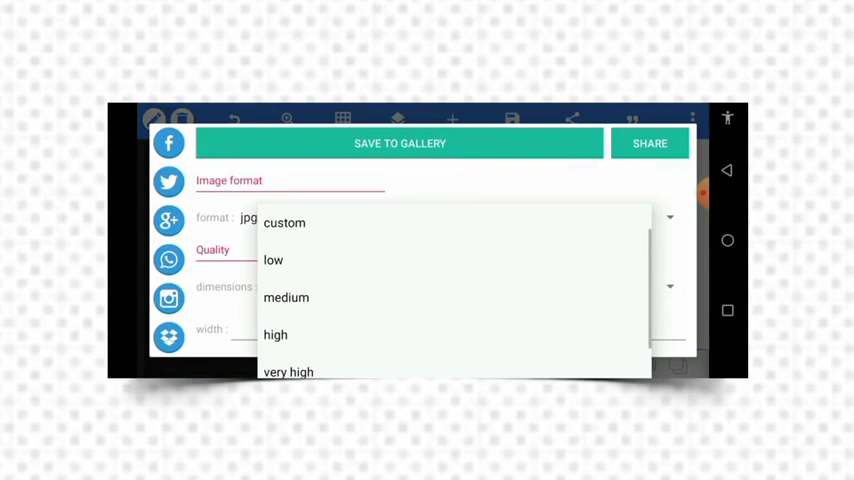 SAVE TO GALLERY
SHARE
Image format
format : jpg
custom
Quality
low
dimensions :
medium
width :
high
very high